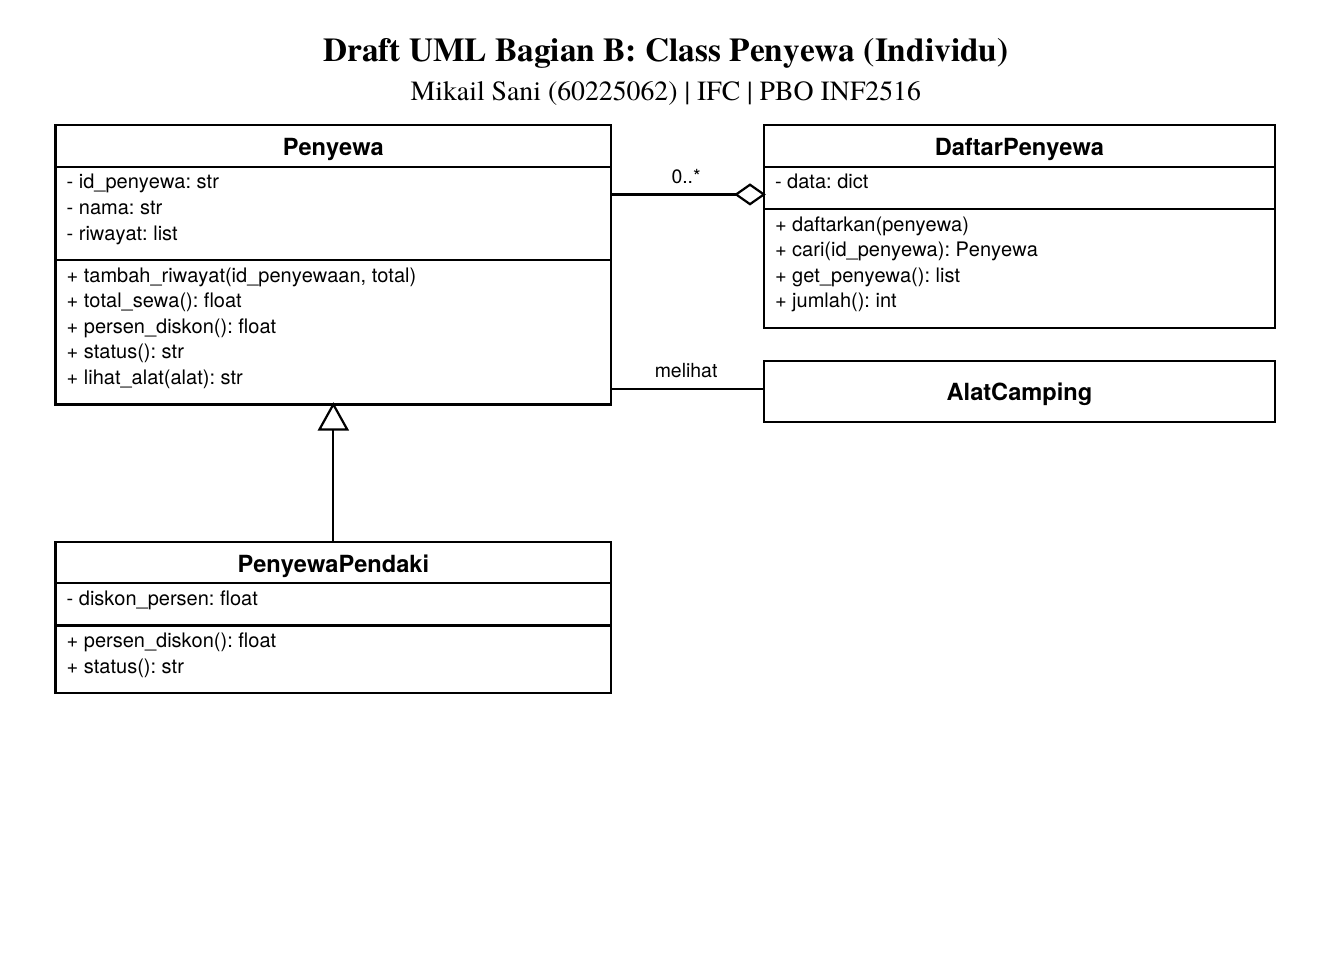 Draft UML Bagian B: Class Penyewa (Individu)
Mikail Sani (60225062) | IFC | PBO INF2516
Penyewa
- id_penyewa: str
- nama: str
- riwayat: list
+ tambah_riwayat(id_penyewaan, total)
+ total_sewa(): float
+ persen_diskon(): float
+ status(): str
+ lihat_alat(alat): str
0..*
DaftarPenyewa
- data: dict
+ daftarkan(penyewa)
+ cari(id_penyewa): Penyewa
+ get_penyewa(): list
+ jumlah(): int
melihat
AlatCamping
PenyewaPendaki
- diskon_persen: float
+ persen_diskon(): float
+ status(): str